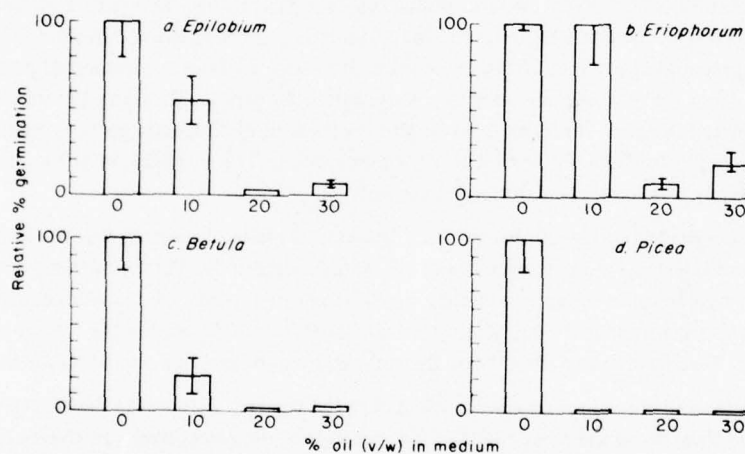 Relative % germination
a. Epilobium
100
0
0 10 20 30
b. Eriophorum
100
0
0 10 20 30
c. Betula
100
0
0 10 20 30
d. Picea
100
0
0 10 20 30
% oil (v/w) in medium